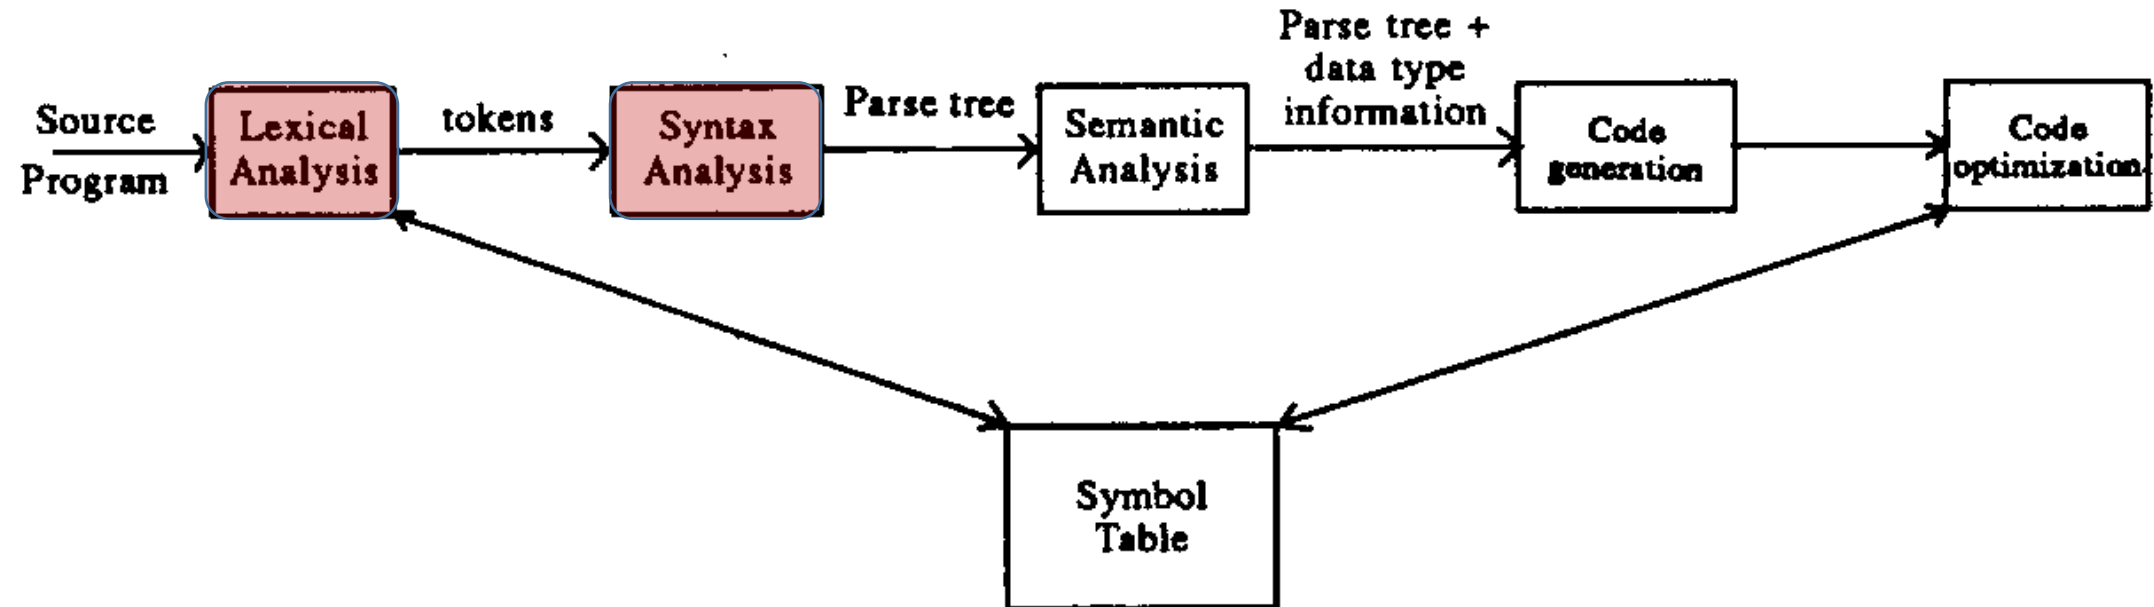 Source
Program
Lexical
Analysis
tokens
Syntax
Analysis
Parse tree
Semantic
Analysis
Parse tree +
data type
information
Code
generation
Code
optimization
Symbol
Table